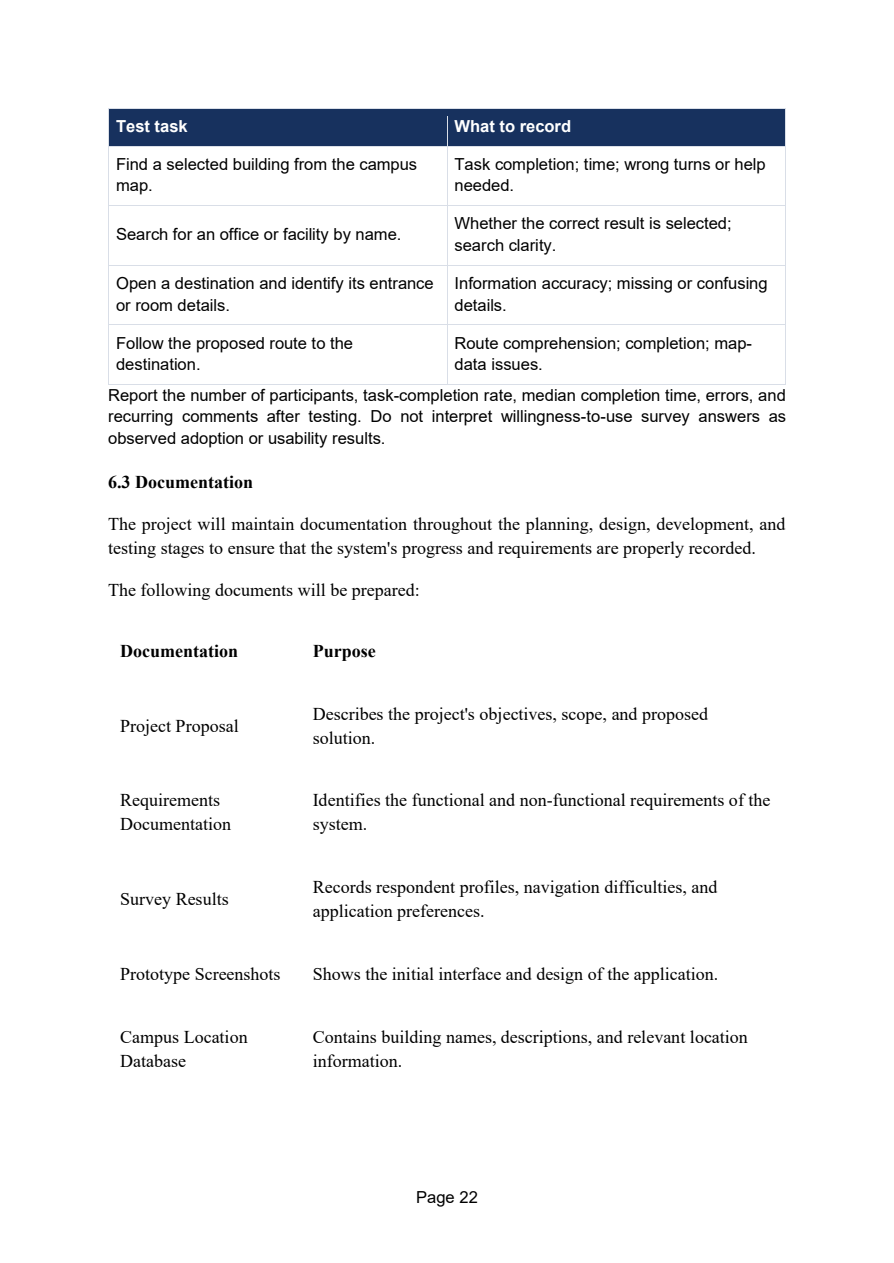 Test task
What to record
Find a selected building from the campus
map.
Task completion; time; wrong turns or help
needed.
Search for an office or facility by name.
Whether the correct result is selected;
search clarity.
Open a destination and identify its entrance
or room details.
Information accuracy; missing or confusing
details.
Follow the proposed route to the
destination.
Route comprehension; completion; map-
data issues.
Report the number of participants, task-completion rate, median completion time, errors, and
recurring comments after testing. Do not interpret willingness-to-use survey answers as
observed adoption or usability results.
6.3 Documentation
The project will maintain documentation throughout the planning, design, development, and
testing stages to ensure that the system's progress and requirements are properly recorded.
The following documents will be prepared:
Documentation
Purpose
Project Proposal
Describes the project's objectives, scope, and proposed
solution.
Requirements
Documentation
Identifies the functional and non-functional requirements of the
system.
Survey Results
Records respondent profiles, navigation difficulties, and
application preferences.
Prototype Screenshots
Shows the initial interface and design of the application.
Campus Location
Database
Contains building names, descriptions, and relevant location
information.
Page 22